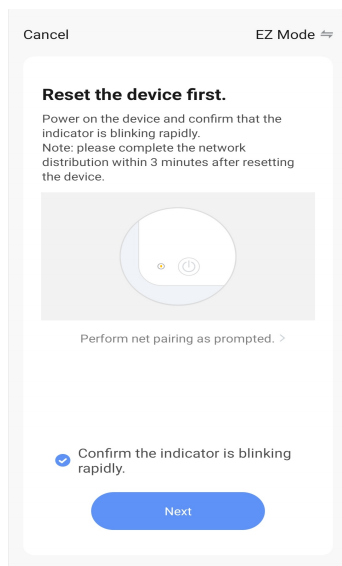 Cancel
EZ Mode
Reset the device first.
Power on the device and confirm that the
indicator is blinking rapidly.
Note: please complete the network
distribution within 3 minutes after resetting
the device.
Perform net pairing as prompted. >
Confirm the indicator is blinking
rapidly.
Next